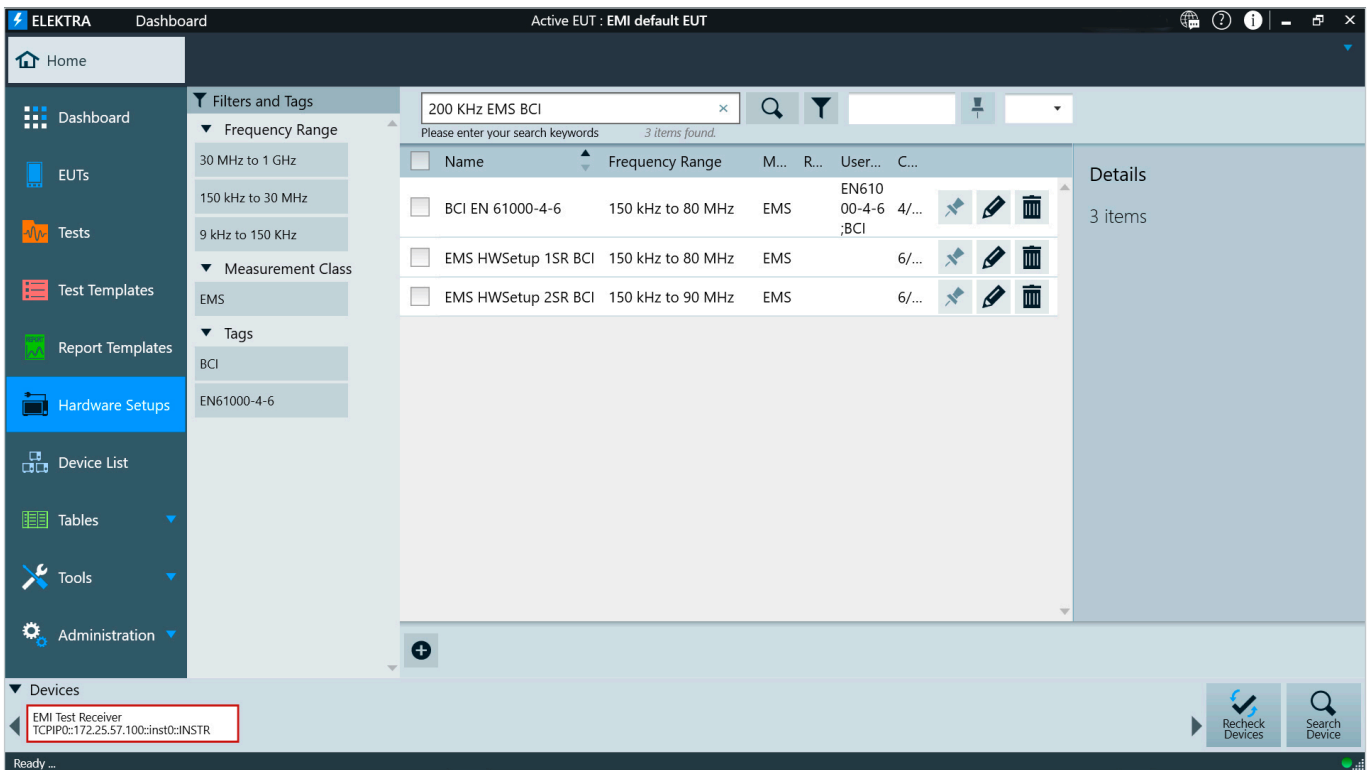 ELEKTRA Dashboard Active EUT : EMI default EUT
Home
Dashboard
EUTs
Tests
Test Templates
REPORT
Report Templates
Hardware Setups
Device List
Tables
Tools
Administration
Filters and Tags
Frequency Range
30 MHz to 1 GHz
150 kHz to 30 MHz
9 kHz to 150 KHz
Measurement Class
EMS
Tags
BCI
EN61000-4-6
200 KHz EMS BCI
Please enter your search keywords 3 items found.
Name Frequency Range M... R... User... C...
BCI EN 61000-4-6 150 kHz to 80 MHz EMS EN610
00-4-6 4/...
;BCI
EMS HWSetup 1SR BCI 150 kHz to 80 MHz EMS 6/...
EMS HWSetup 2SR BCI 150 kHz to 90 MHz EMS 6/...
Details
3 items
Devices
EMI Test Receiver
TCPIP0::172.25.57.100::inst0::INSTR
Recheck
Devices
Search
Device
Ready ...